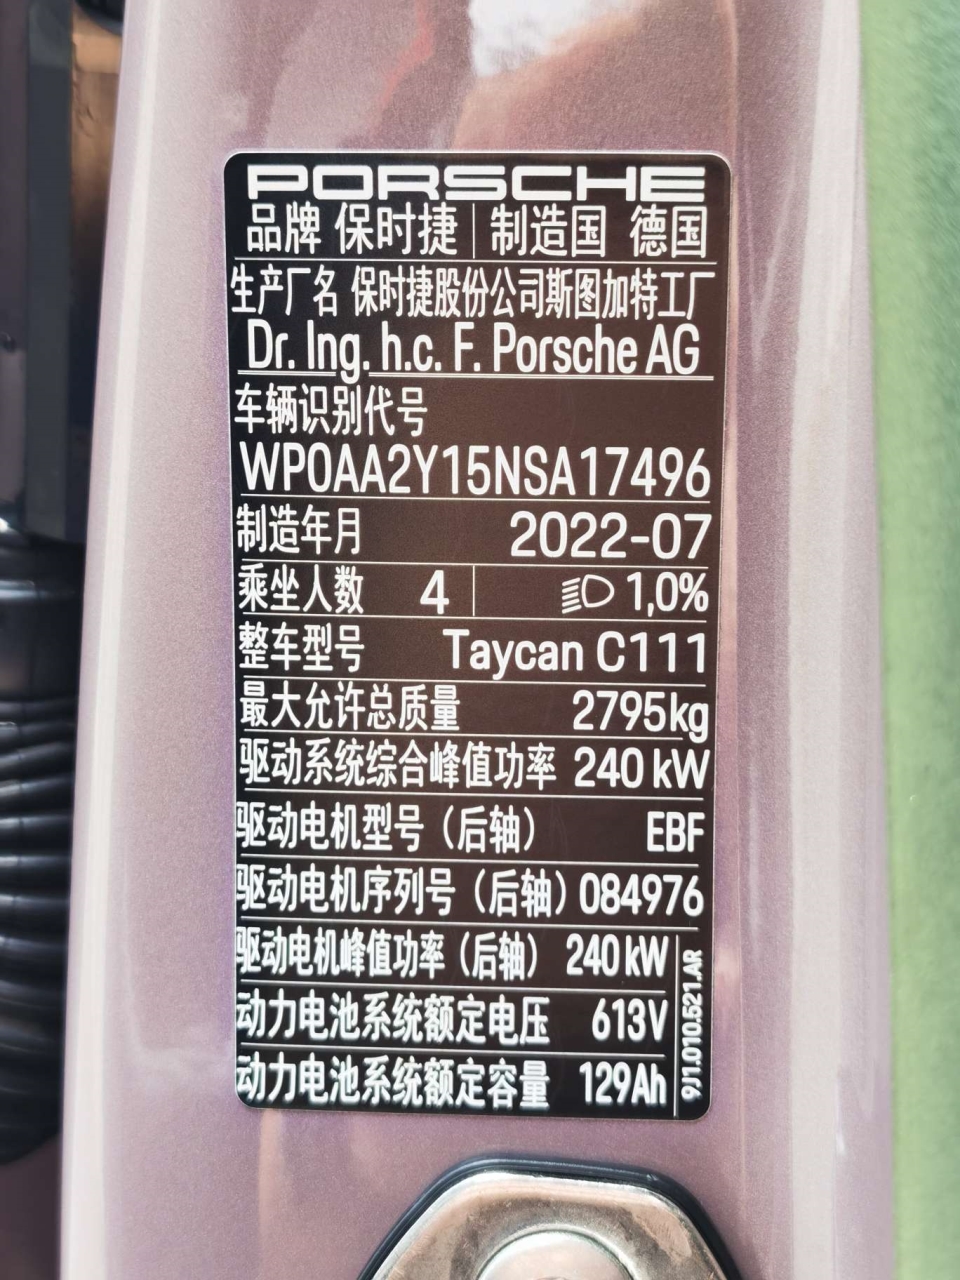 PORSCHE
品牌 保时捷 制造国 德国
生产厂名 保时捷股份公司斯图加特工厂
Dr. Ing. h.c. F. Porsche AG
车辆识别代号
WP0AA2Y15NSA17496
制造年月 2022-07
乘坐人数 4 1,0%
整车型号 Taycan C111
最大允许总质量 2795kg
驱动系统综合峰值功率 240 kW
驱动电机型号（后轴） EBF
驱动电机序列号（后轴）084976
驱动电机峰值功率（后轴） 240 kW
动力电池系统额定电压 613V
动力电池系统额定容量 129Ah
9J1.010.521.AR